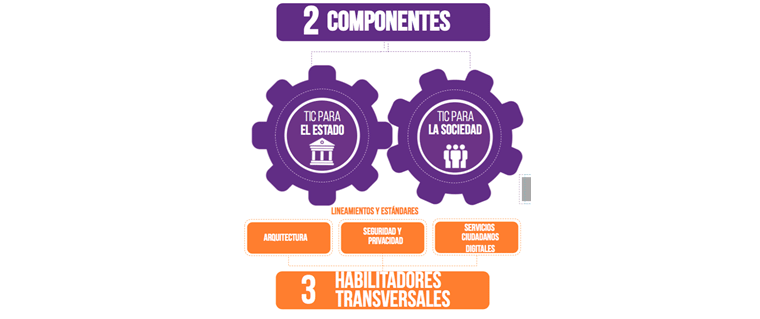 2 COMPONENTES
TIC PARA
EL ESTADO
TIC PARA
LA SOCIEDAD
LINEAMIENTOS Y ESTÁNDARES
ARQUITECTURA
SEGURIDAD Y
PRIVACIDAD
SERVICIOS
CIUDADANOS
DIGITALES
3 HABILITADORES
TRANSVERSALES